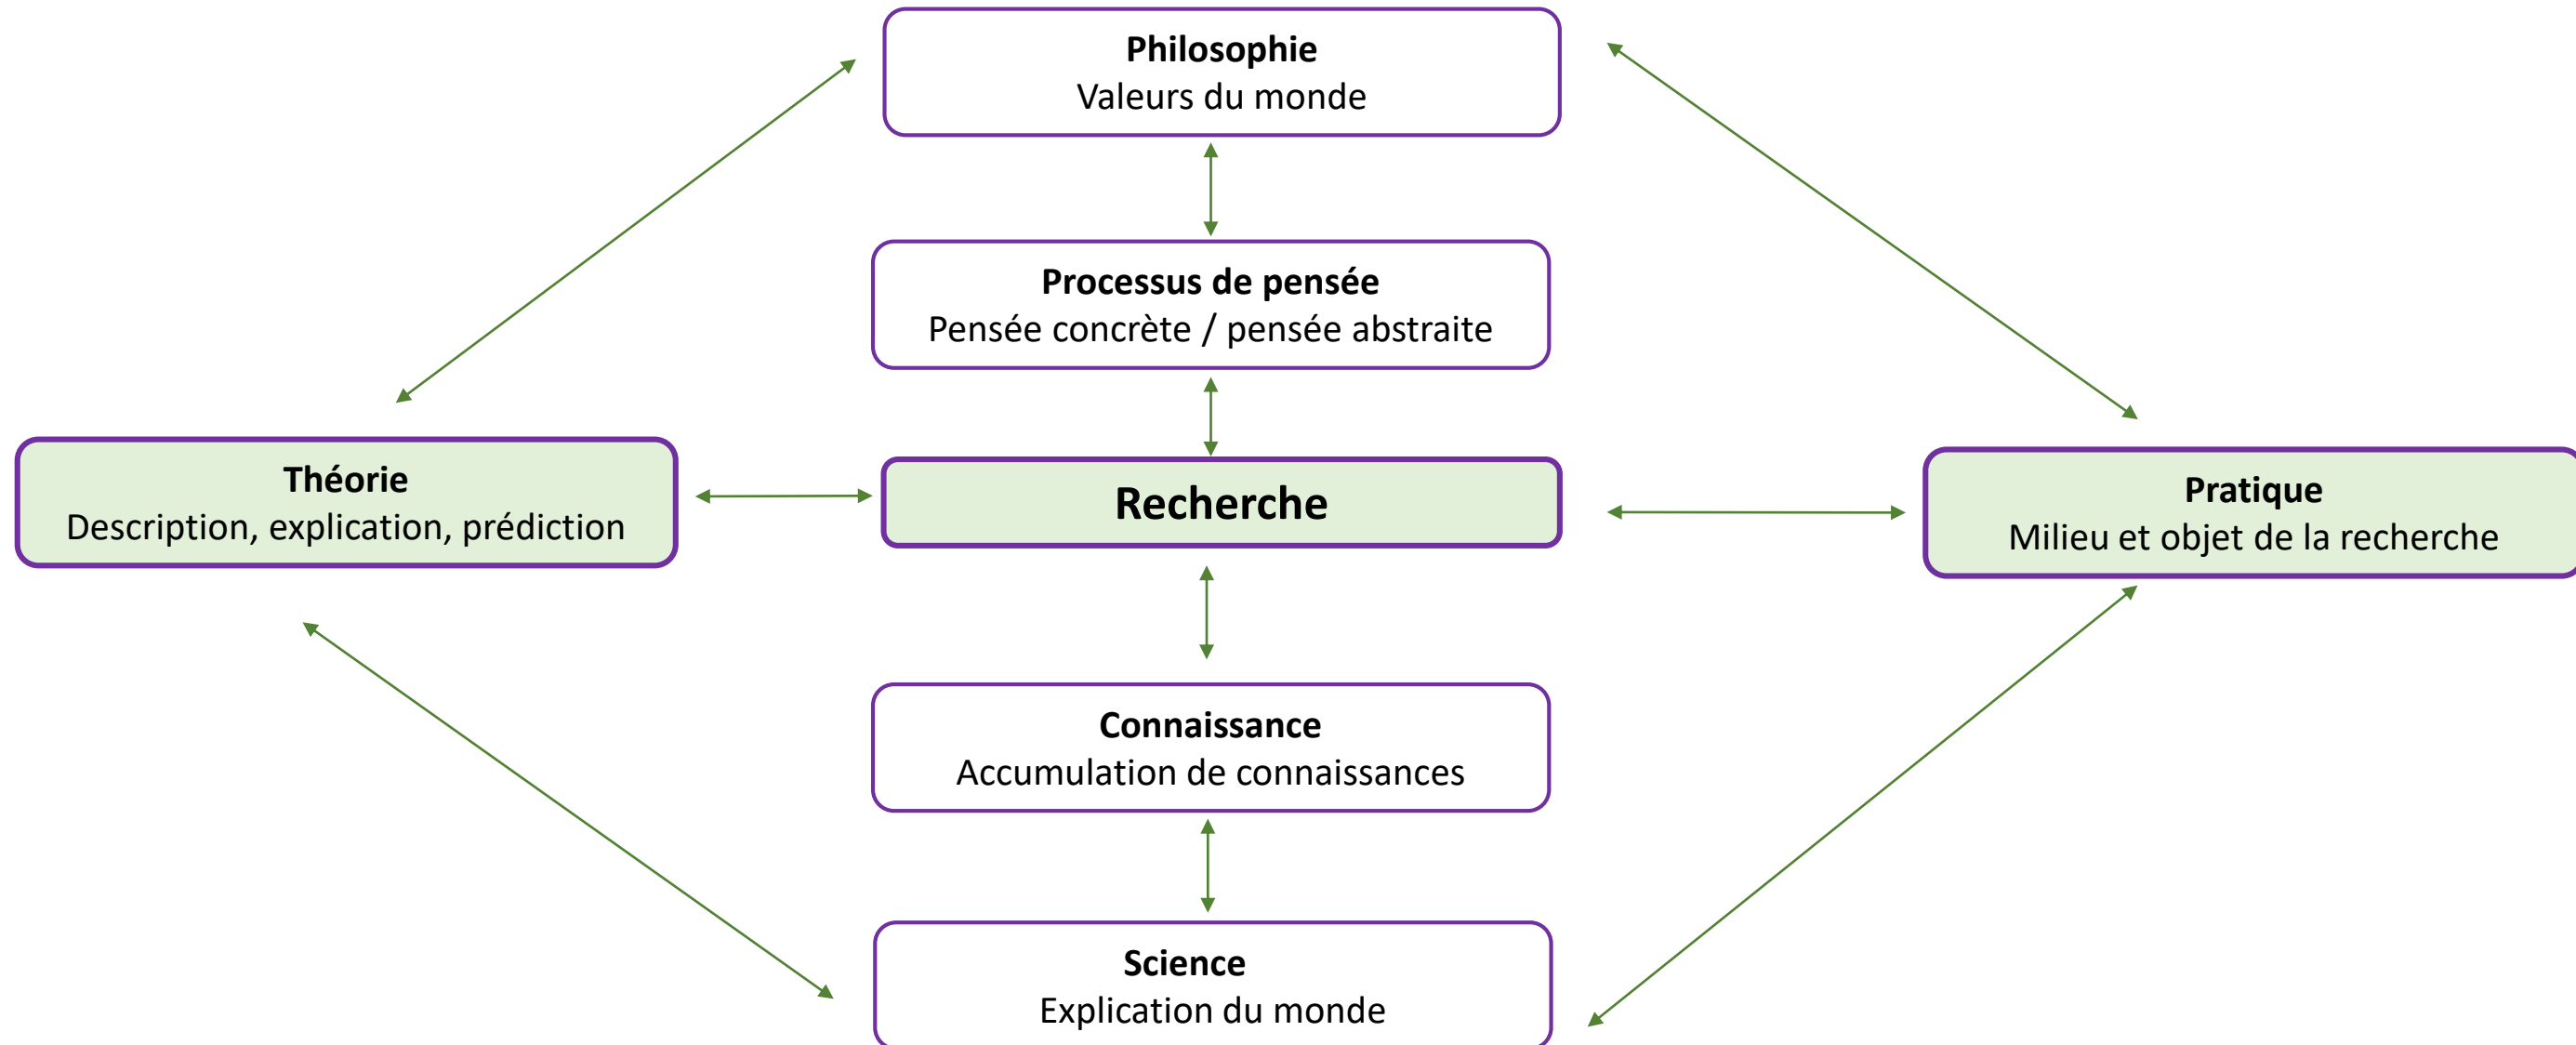 Philosophie
Valeurs du monde
Processus de pensée
Pensée concrète / pensée abstraite
Théorie
Description, explication, prédiction
Recherche
Pratique
Milieu et objet de la recherche
Connaissance
Accumulation de connaissances
Science
Explication du monde